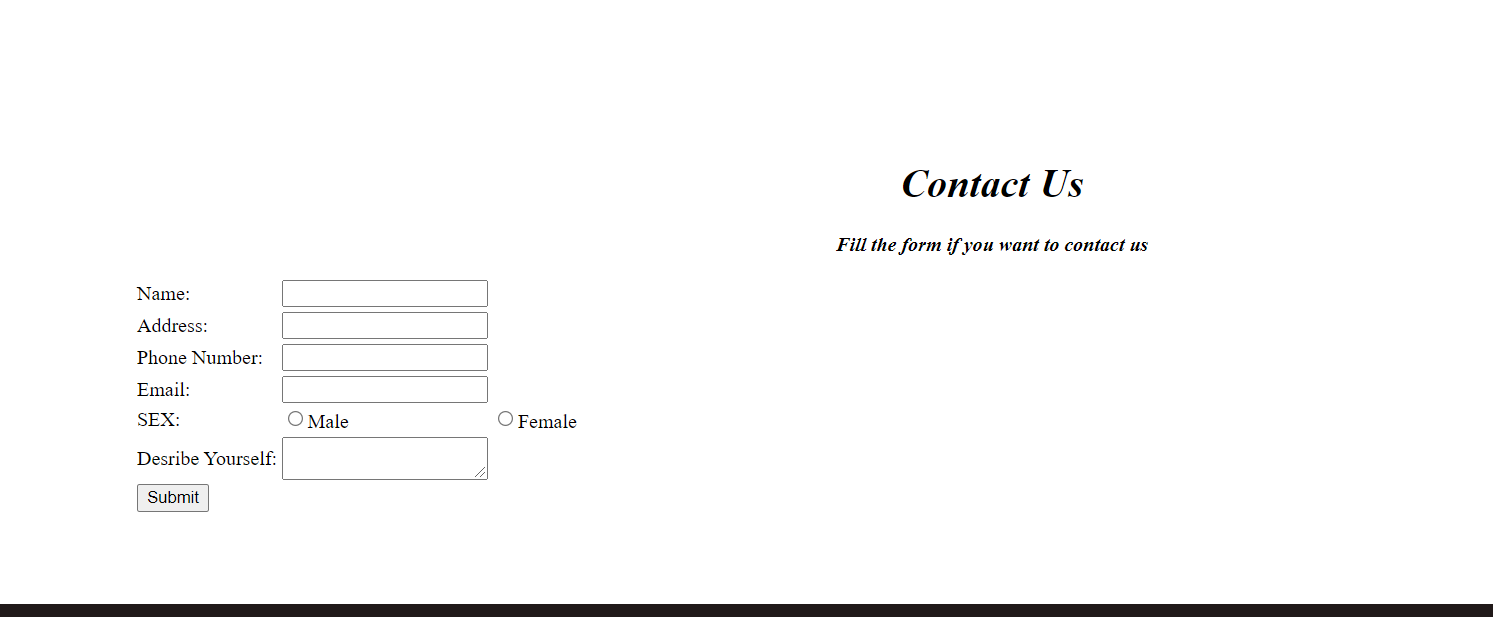 Contact Us
Fill the form if you want to contact us
Name:
Address:
Phone Number:
Email:
SEX: Male Female
Desribe Yourself:
Submit